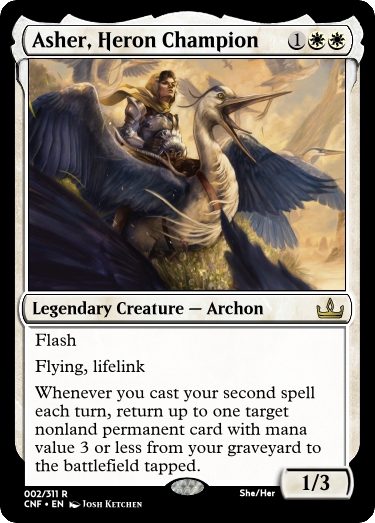 Asher, Heron Champion 1
Legendary Creature — Archon
Flash
Flying, lifelink
Whenever you cast your second spell
each turn, return up to one target
nonland permanent card with mana
value 3 or less from your graveyard to
the battlefield tapped.
1/3
002/311 R
She/Her
CNF • EN Josh Ketchen